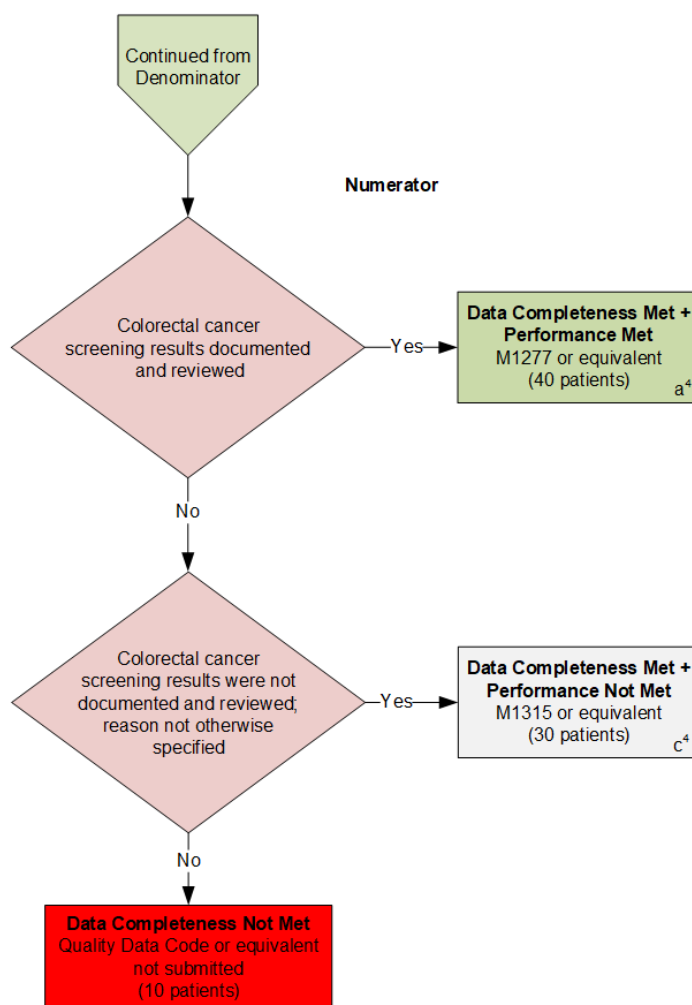 Continued from
Denominator
Numerator
Colorectal cancer
screening results documented
and reviewed
Yes
Data Completeness Met +
Performance Met
M1277 or equivalent
(40 patients)
a⁴
No
Colorectal cancer
screening results were not
documented and reviewed;
reason not otherwise
specified
Yes
Data Completeness Met +
Performance Not Met
M1315 or equivalent
(30 patients)
c⁴
No
Data Completeness Not Met
Quality Data Code or equivalent
not submitted
(10 patients)